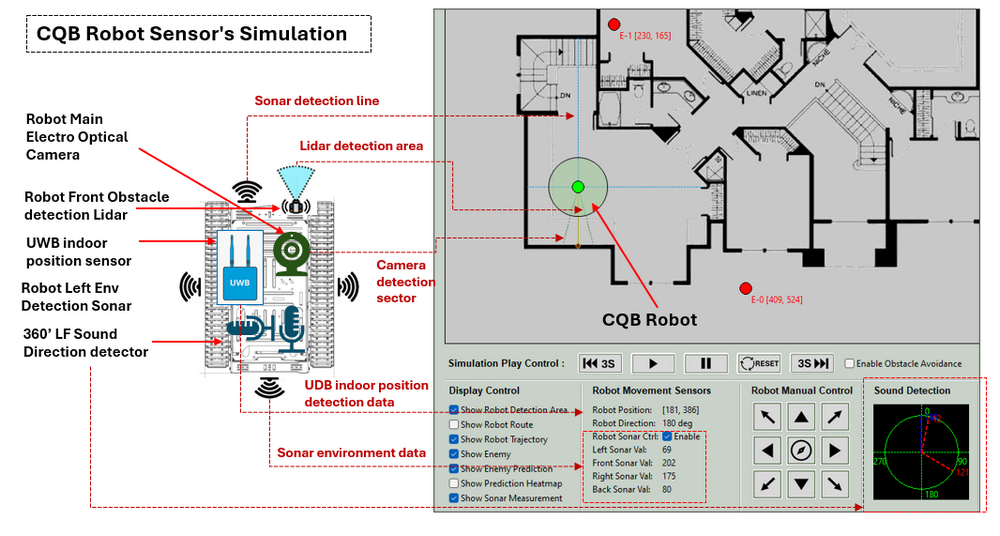 CQB Robot Sensor's Simulation
Sonar detection line
Robot Main
Electro Optical
Camera
Lidar detection area
Robot Front Obstacle
detection Lidar
UWB indoor
position sensor
UWB
Robot Left Env
Detection Sonar
360' LF Sound
Direction detector
Camera
detection
sector
UDB indoor position
detection data
Sonar environment data
E-1 [230, 165]
NICHE
DN
LINEN
DN
NICHE
E-0 [409, 524]
CQB Robot
Simulation Play Control :
3S
RESET
3S
Enable Obstacle Avoidance
Display Control
Show Robot Detection Area
Show Robot Route
Show Robot Trajectory
Show Enemy
Show Enemy Prediction
Show Prediction Heatmap
Show Sonar Measurement
Robot Movement Sensors
Robot Position: [181, 386]
Robot Direction: 180 deg
Robot Sonar Ctrl: Enable
Left Sonar Val: 69
Front Sonar Val: 202
Right Sonar Val: 175
Back Sonar Val: 80
Robot Manual Control
Sound Detection
0
270
90
121
180